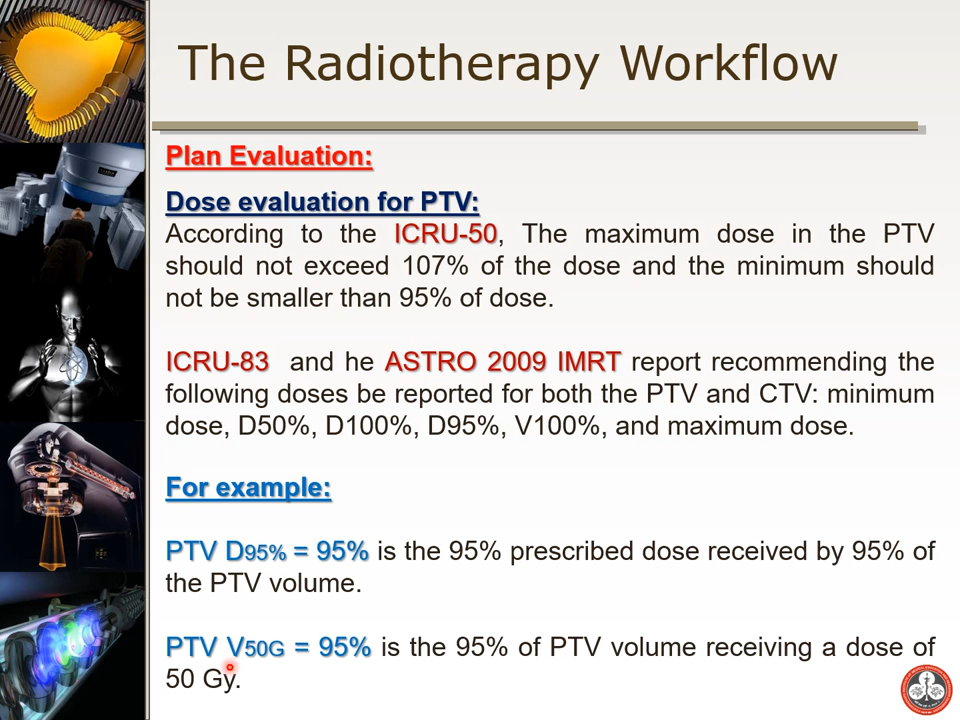 The Radiotherapy Workflow
Plan Evaluation:
Dose evaluation for PTV:
According to the ICRU-50, The maximum dose in the PTV
should not exceed 107% of the dose and the minimum should
not be smaller than 95% of dose.
ICRU-83 and he ASTRO 2009 IMRT report recommending the
following doses be reported for both the PTV and CTV: minimum
dose, D50%, D100%, D95%, V100%, and maximum dose.
For example:
PTV D95% = 95% is the 95% prescribed dose received by 95% of
the PTV volume.
PTV V50G = 95% is the 95% of PTV volume receiving a dose of
50 Gy.